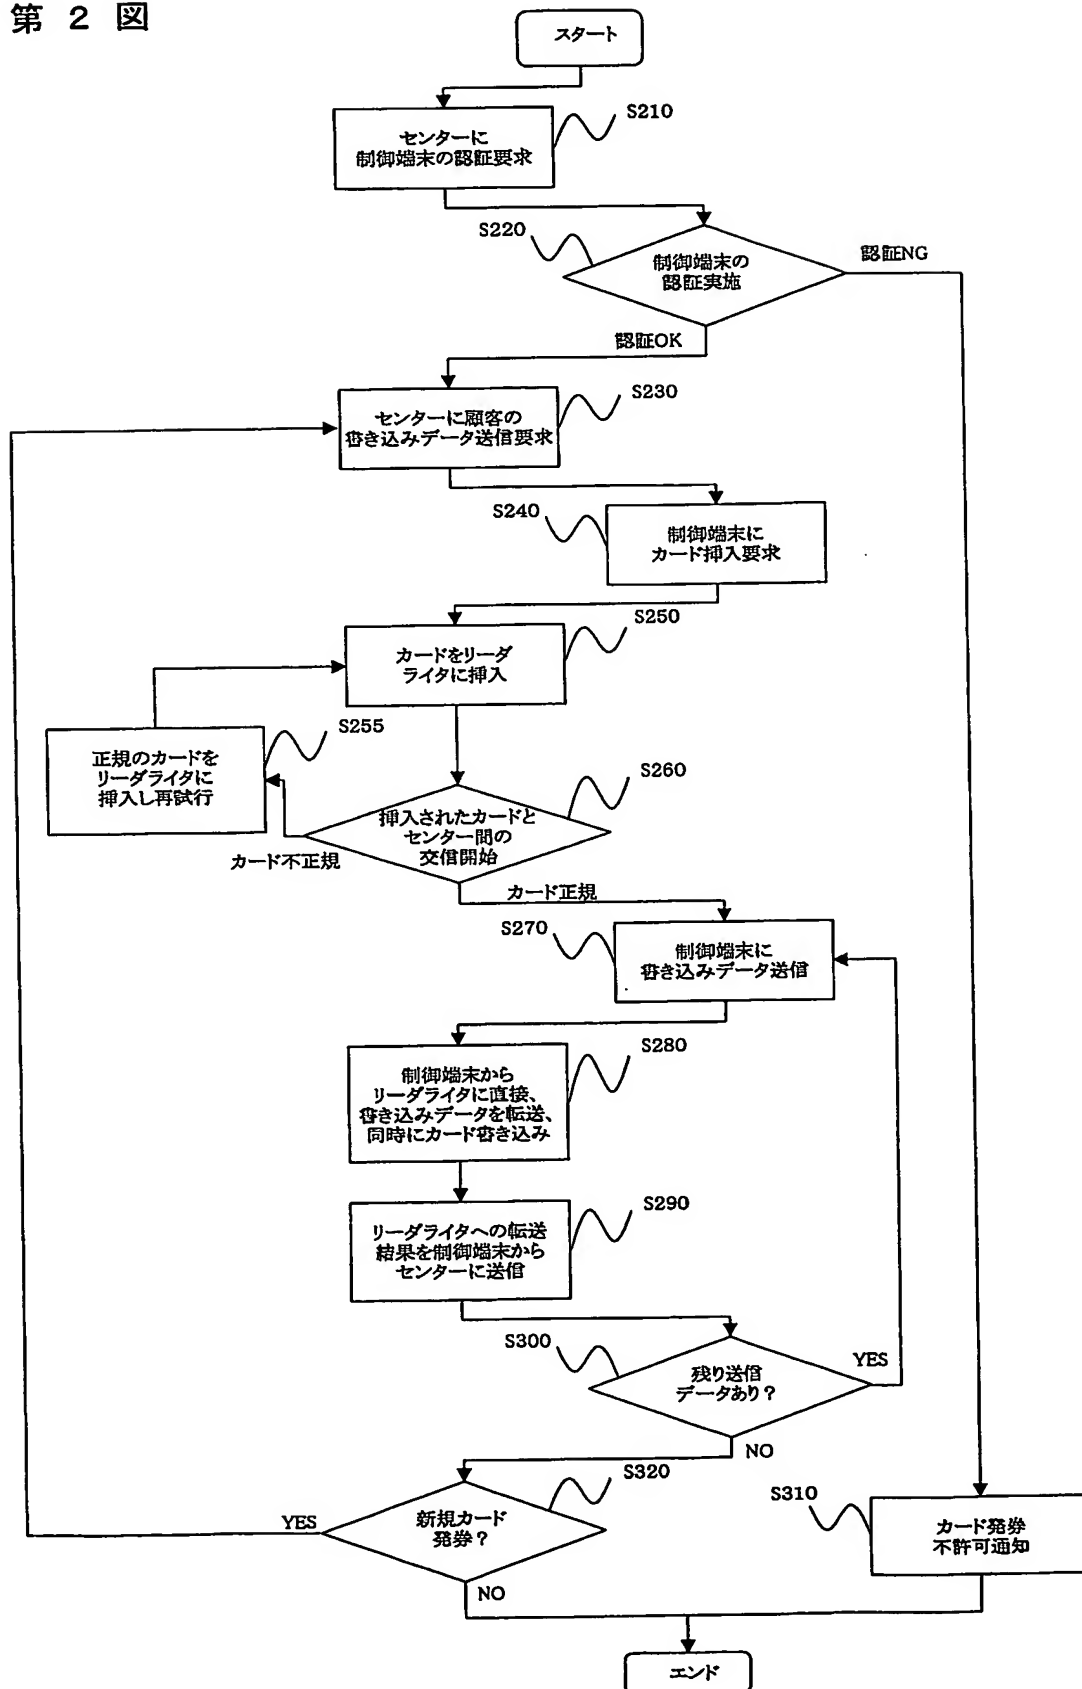 第 2 図
スタート
S210
センターに
制御端末の認証要求
S220
制御端末の
認証実施
認証NG
認証OK
S230
センターに顧客の
書き込みデータ送信要求
S240
制御端末に
カード挿入要求
S250
カードをリーダ
ライタに挿入
S255
正規のカードを
リーダライタに
挿入し再試行
S260
挿入されたカードと
センター間の
交信開始
カード不正規
カード正規
S270
制御端末に
書き込みデータ送信
S280
制御端末から
リーダライタに直接、
書き込みデータを転送、
同時にカード書き込み
S290
リーダライタへの転送
結果を制御端末から
センターに送信
S300
残り送信
データあり？
YES
NO
S320
新規カード
発券？
YES
NO
S310
カード発券
不許可通知
エンド